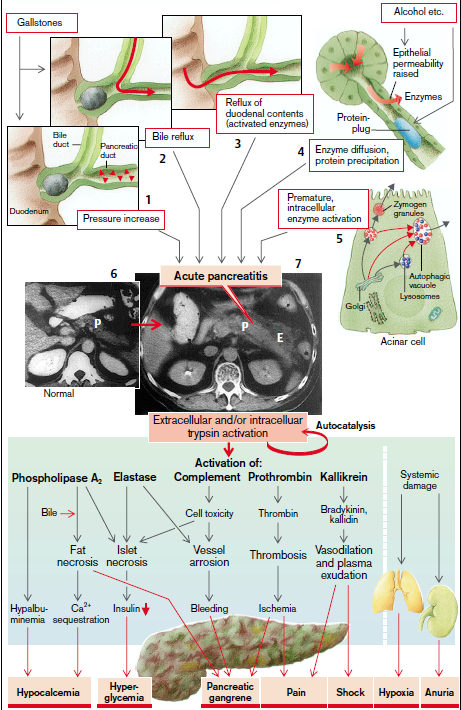 Gallstones
Alcohol etc.
Epithelial
permeability
raised
Enzymes
Protein-
plug
Reflux of
duodenal contents
(activated enzymes)
3
Bile reflux
2
Bile
duct
Pancreatic
duct
Duodenum
1
Pressure increase
4
Enzyme diffusion,
protein precipitation
Premature,
intracellular
enzyme activation
5
Zymogen
granules
Autophagic
vacuole
Lysosomes
Golgi
Acinar cell
6
7
Acute pancreatitis
P
P
E
Normal
Extracellular and/or intracelluar
trypsin activation
Autocatalysis
Activation of:
Phospholipase A2 Elastase Complement Prothrombin Kallikrein
Systemic
damage
Bile
Cell toxicity
Thrombin
Bradykinin,
kallidin
Fat
necrosis
Islet
necrosis
Vessel
arrosion
Thrombosis
Vasodilation
and plasma
exudation
Hypalbu-
minemia
Ca2+
sequestration
Insulin
Bleeding
Ischemia
Hypocalcemia
Hyper-
glycemia
Pancreatic
gangrene
Pain
Shock
Hypoxia
Anuria